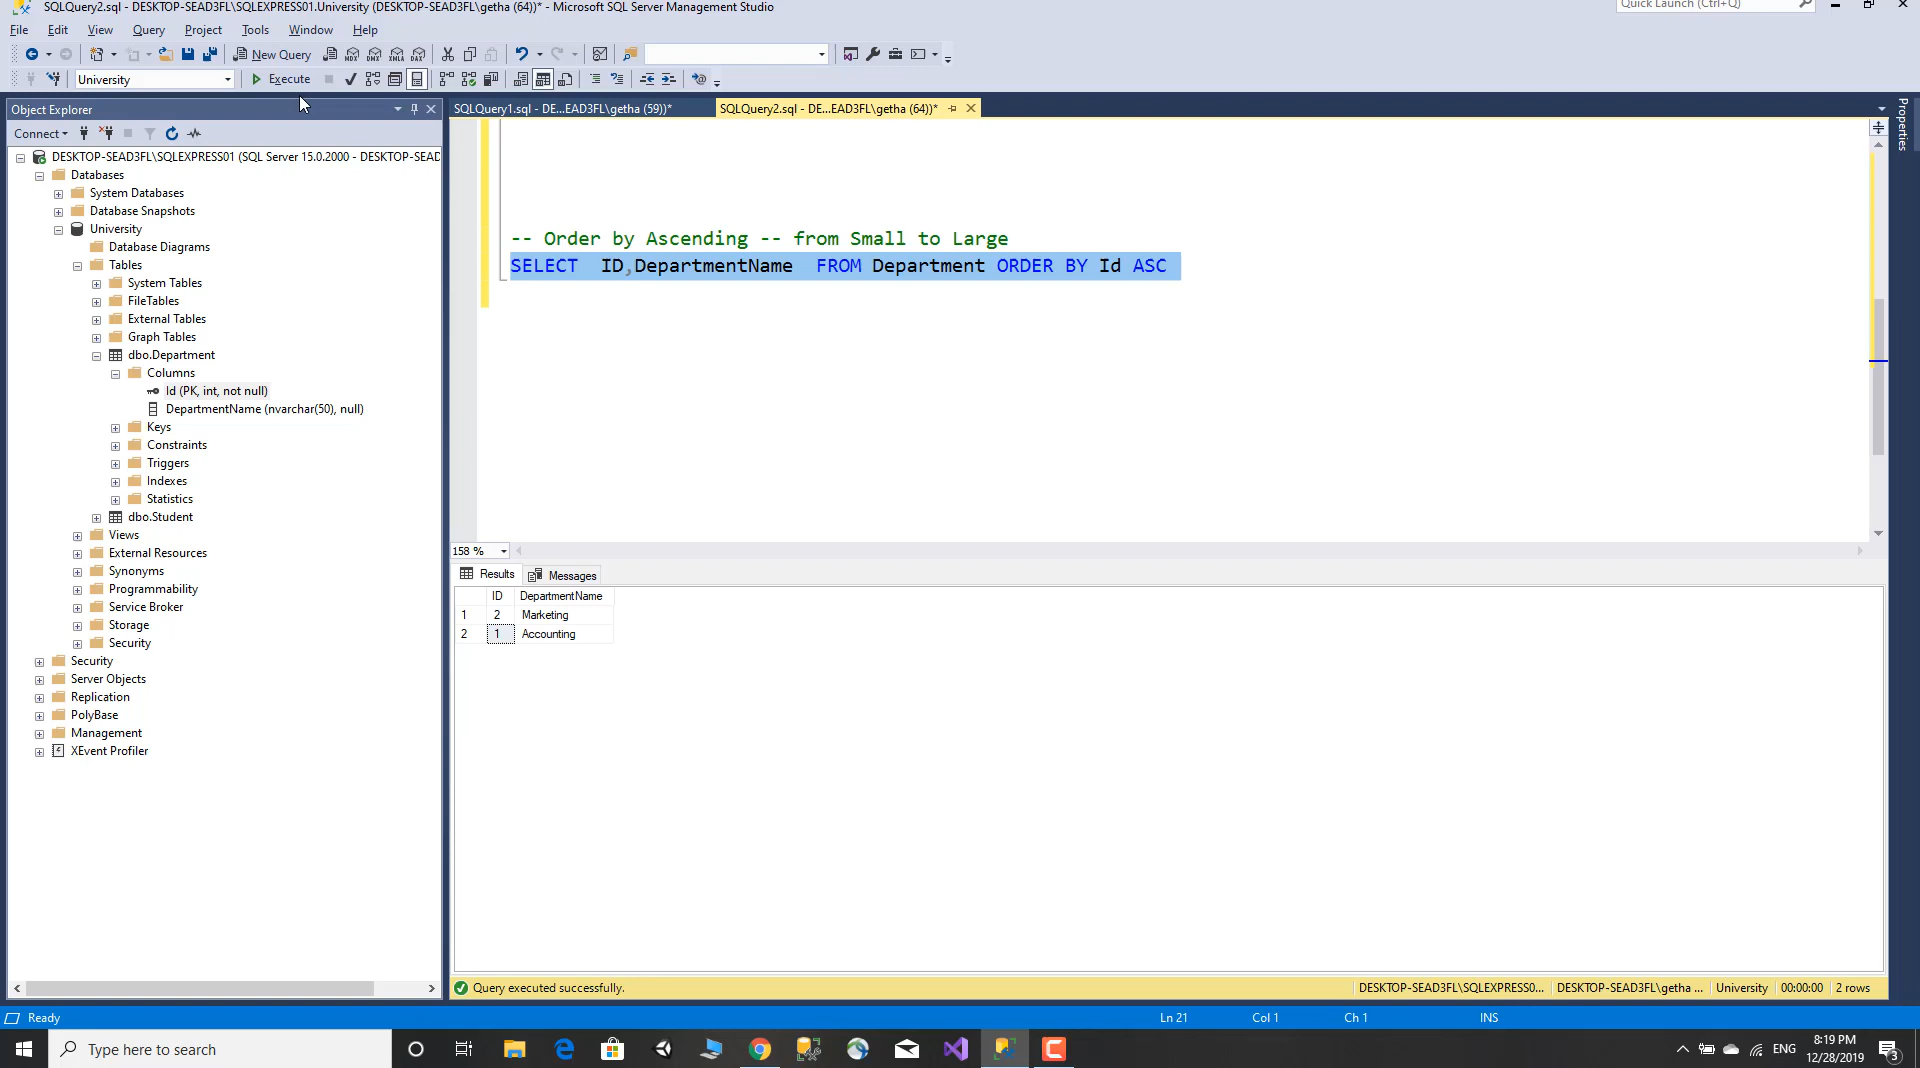 SQLQuery2.sql - DESKTOP-SEAD3FL\SQLEXPRESS01.University (DESKTOP-SEAD3FL\getha (64))* - Microsoft SQL Server Management Studio
Quick Launch (Ctrl+Q)
File Edit View Query Project Tools Window Help
New Query
University Execute
Object Explorer
SQLQuery1.sql - DE...EAD3FL\getha (59))*
SQLQuery2.sql - DE...EAD3FL\getha (64))*
Properties
Connect
DESKTOP-SEAD3FL\SQLEXPRESS01 (SQL Server 15.0.2000 - DESKTOP-SEAD
Databases
System Databases
Database Snapshots
University
Database Diagrams
Tables
System Tables
FileTables
External Tables
Graph Tables
dbo.Department
Columns
Id (PK, int, not null)
DepartmentName (nvarchar(50), null)
Keys
Constraints
Triggers
Indexes
Statistics
dbo.Student
Views
External Resources
Synonyms
Programmability
Service Broker
Storage
Security
Security
Server Objects
Replication
PolyBase
Management
XEvent Profiler
-- Order by Ascending -- from Small to Large
SELECT ID,DepartmentName FROM Department ORDER BY Id ASC
158 %
Results Messages
ID DepartmentName
1 2 Marketing
2 1 Accounting
Query executed successfully. DESKTOP-SEAD3FL\SQLEXPRESS0... DESKTOP-SEAD3FL\getha ... University 00:00:00 2 rows
Ready Ln 21 Col 1 Ch 1 INS
Type here to search
ENG
8:19 PM
12/28/2019
3